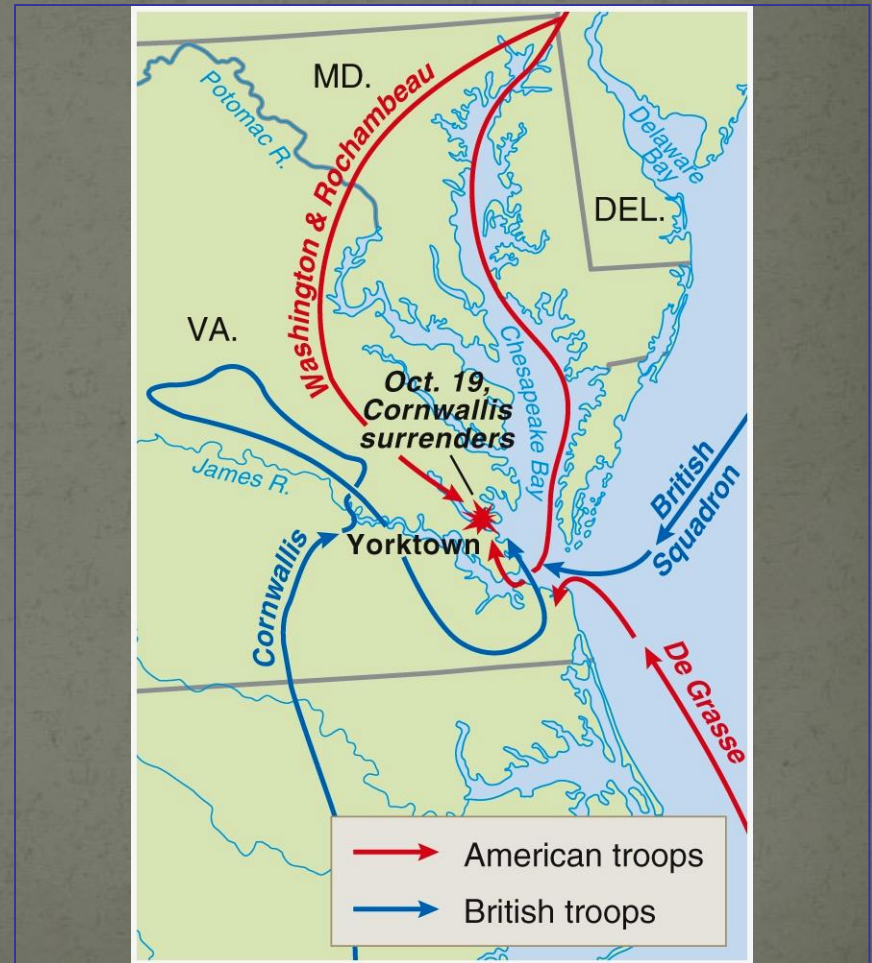 MD.
Potomac R.
Washington & Rochambeau
Delaware
Bay
DEL.
VA.
Chesapeake Bay
Oct. 19,
Cornwallis
surrenders
James R.
British
Squadron
Yorktown
Cornwallis
De Grasse
American troops
British troops